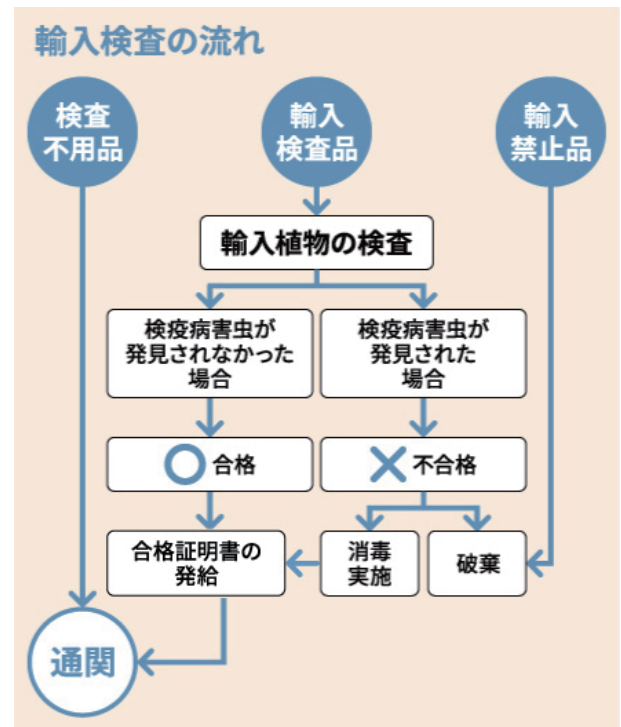 輸入検査の流れ
検査
不用品
輸入
検査品
輸入
禁止品
輸入植物の検査
検疫病害虫が
発見されなかった
場合
検疫病害虫が
発見された
場合
合格
不合格
合格証明書の
発給
消毒
実施
破棄
通関